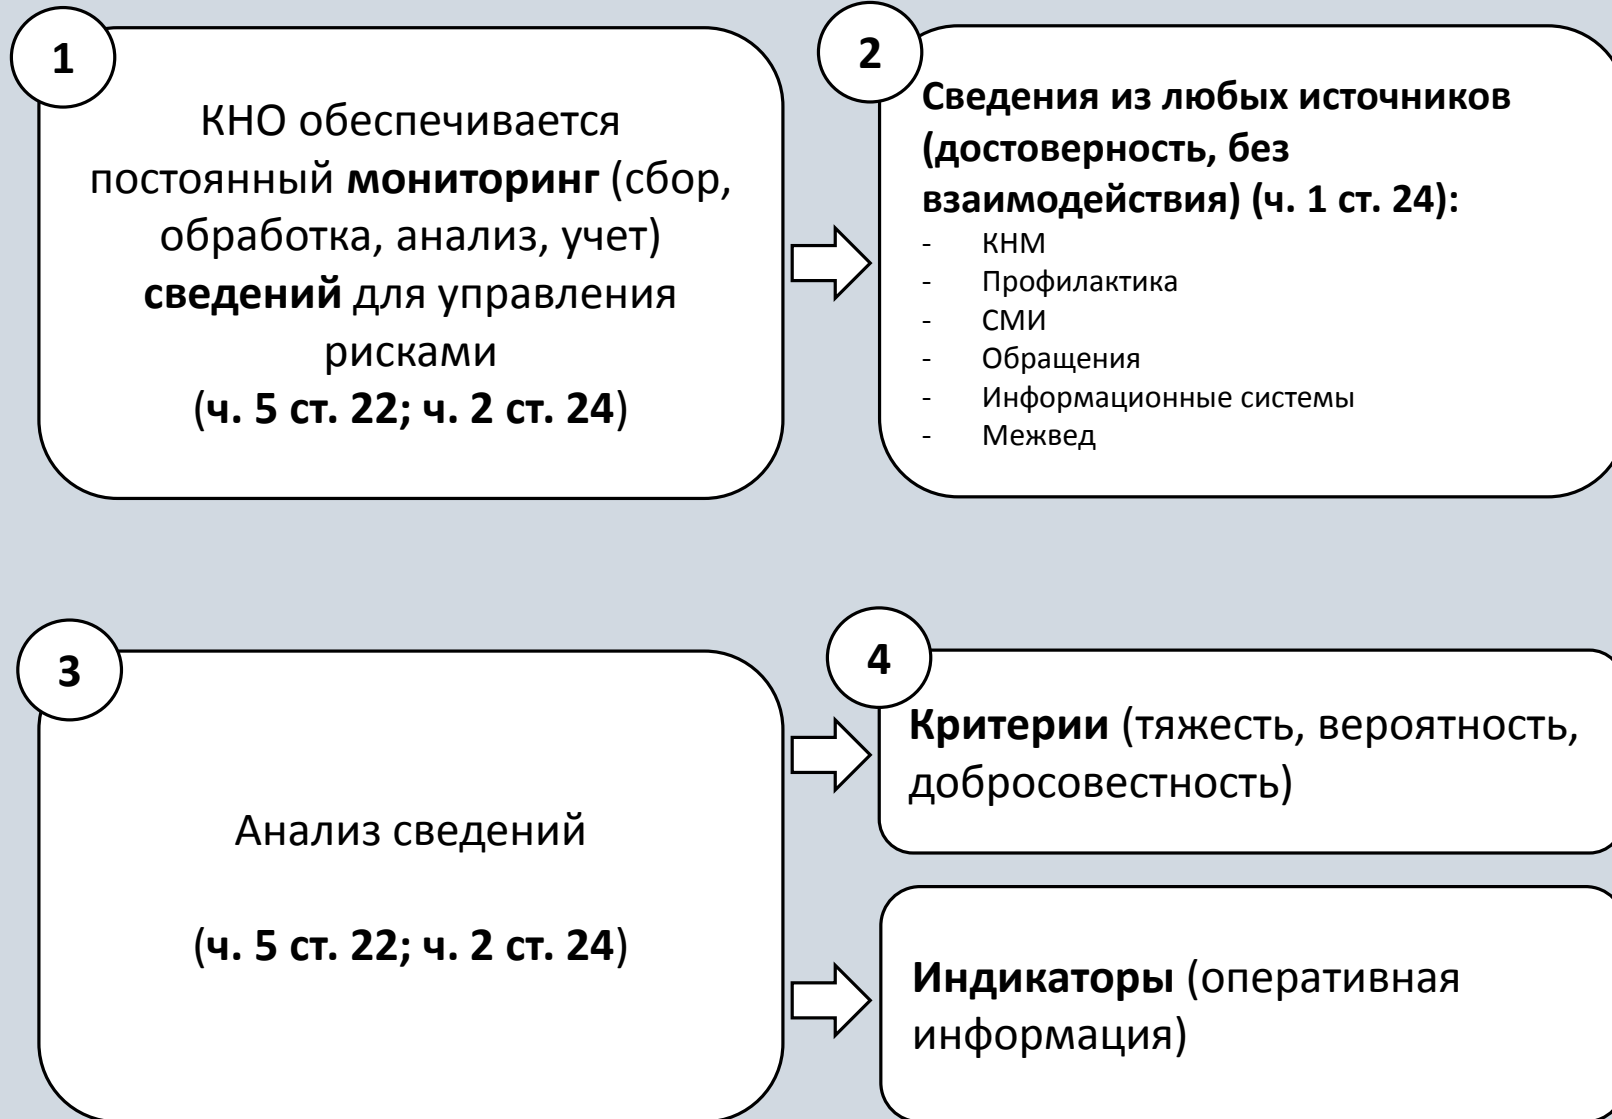 1
КНО обеспечивается
постоянный мониторинг (сбор,
обработка, анализ, учет)
сведений для управления
рисками
(ч. 5 ст. 22; ч. 2 ст. 24)
2
Сведения из любых источников
(достоверность, без
взаимодействия) (ч. 1 ст. 24):
- КНМ
- Профилактика
- СМИ
- Обращения
- Информационные системы
- Межвед
3
Анализ сведений
(ч. 5 ст. 22; ч. 2 ст. 24)
4
Критерии (тяжесть, вероятность,
добросовестность)
Индикаторы (оперативная
информация)